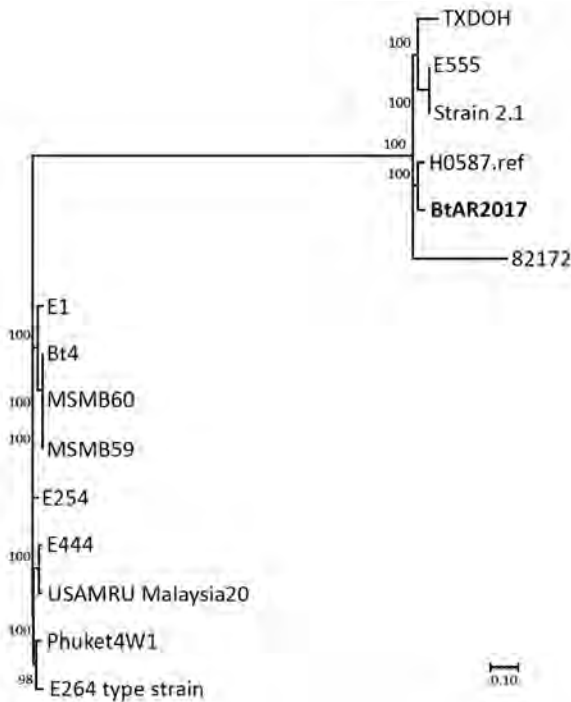 TXDOH
100
E555
100
Strain 2.1
100
H0587.ref
100
BtAR2017
82172
E1
100
Bt4
100
MSMB60
100
MSMB59
E254
E444
100
USAMRU Malaysia20
100
Phuket4W1
98
E264 type strain
0.10